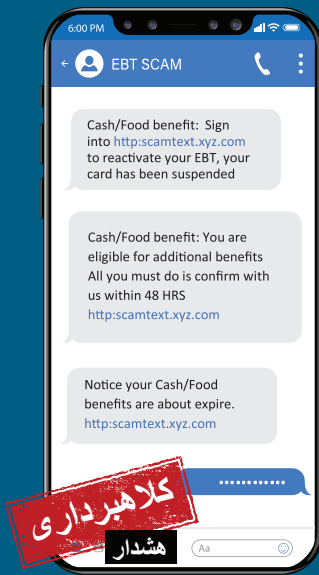 6:00 PM
EBT SCAM
Cash/Food benefit: Sign
into http:scamtext.xyz.com
to reactivate your EBT, your
card has been suspended
Cash/Food benefit: You are
eligible for additional benefits
All you must do is confirm with
us within 48 HRS
http:scamtext.xyz.com
Notice your Cash/Food
benefits are about expire.
http:scamtext.xyz.com
............
کلاهبرداری
هشدار
Aa